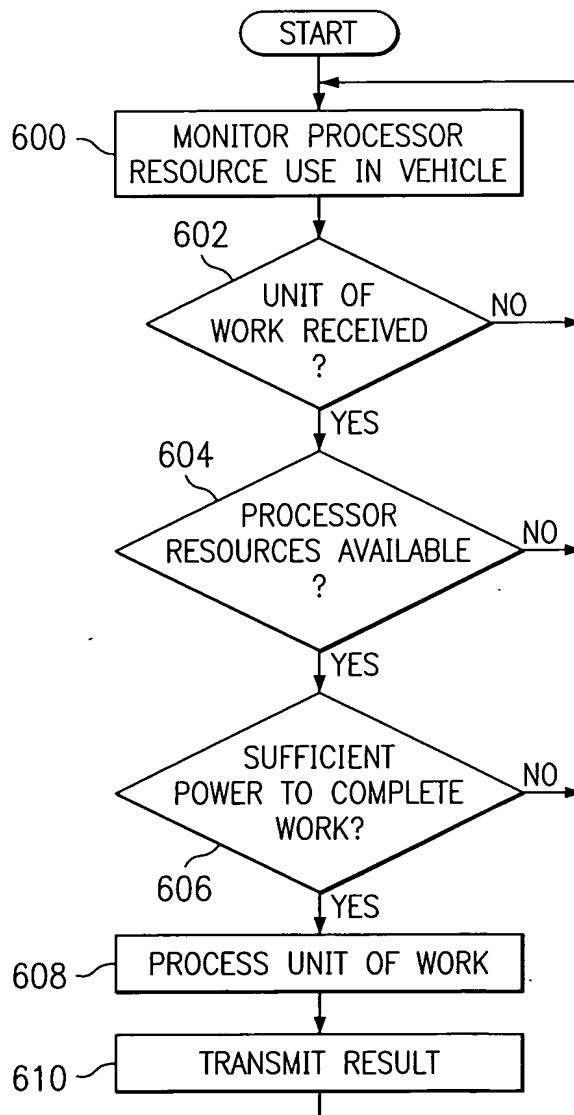 START
600
MONITOR PROCESSOR
RESOURCE USE IN VEHICLE
602
UNIT OF
WORK RECEIVED
?
NO
YES
604
PROCESSOR
RESOURCES AVAILABLE
?
NO
YES
SUFFICIENT
POWER TO COMPLETE
WORK?
NO
606
YES
608
PROCESS UNIT OF WORK
610
TRANSMIT RESULT